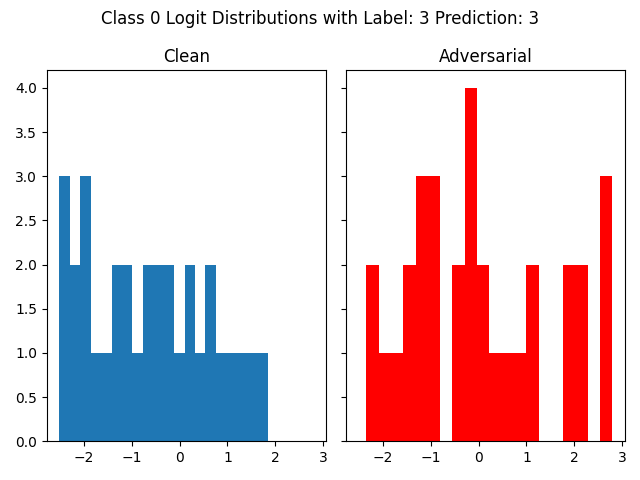 Class 0 Logit Distributions with Label: 3 Prediction: 3
Clean
Adversarial
4.0
3.5
3.0
2.5
2.0
1.5
1.0
0.5
0.0
−2 −1 0 1 2 3
−2 −1 0 1 2 3